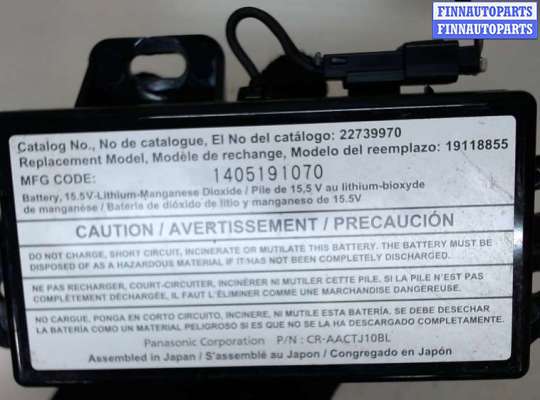 FINNAUTOPARTS
FINNAUTOPARTS
Catalog No., No de catalogue, El No del catálogo: 22739970
Replacement Model, Modèle de rechange, Modelo del reemplazo: 19118855
MFG CODE: 1405191070
Battery, 15.5V-Lithium-Manganese Dioxide / Pile de 15,5 V au lithium-bioxyde
de manganèse / Batería de dióxido de litio y manganeso de 15.5V
CAUTION / AVERTISSEMENT / PRECAUCIÓN
DO NOT CHARGE, SHORT CIRCUIT, INCINERATE OR MUTILATE THIS BATTERY. THE BATTERY MUST BE
DISPOSED OF AS A HAZARDOUS MATERIAL IF IT HAS NOT BEEN COMPLETELY DISCHARGED.
NE PAS RECHARGER, COURT-CIRCUITER, INCINÉRER NI MUTILER CETTE PILE. SI LA PILE N'EST PAS
COMPLÈTEMENT DÉCHARGÉE, IL FAUT L'ÉLIMINER COMME UNE MARCHANDISE DANGEREUSE.
NO CARGUE, PONGA EN CORTO CIRCUITO, INCINERE, NI MUTILE ESTA BATERÍA. SE DEBE DESECHAR
LA BATERÍA COMO UN MATERIAL PELIGROSO SI ES QUE NO SE LA HA DESCARGADO COMPLETAMENTE.
Panasonic Corporation P/N : CR-AACTJ10BL
Assembled in Japan / S'assemblé au Japon / Congregado en Japón